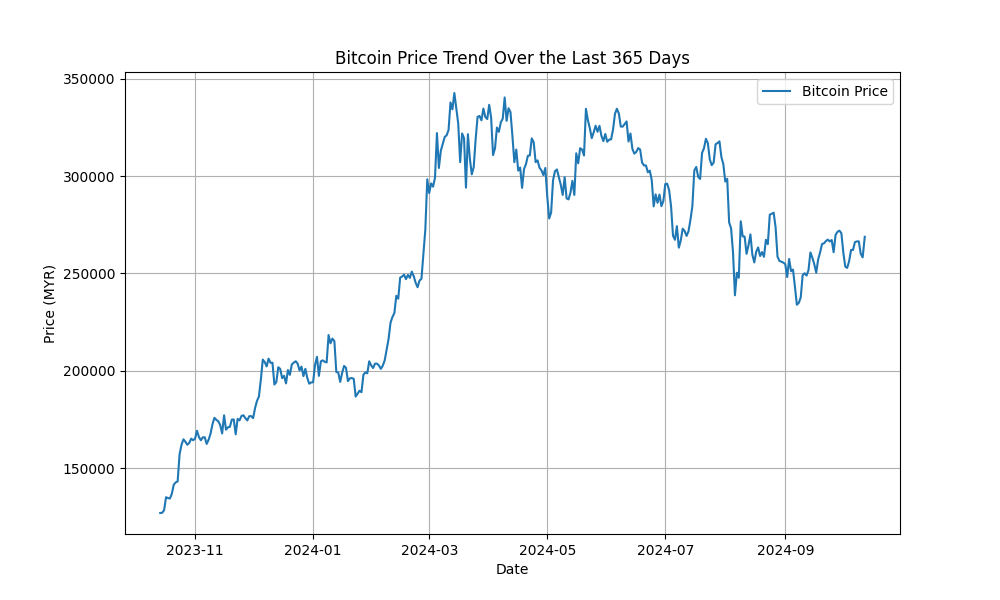 Bitcoin Price Trend Over the Last 365 Days
Bitcoin Price
350000
300000
250000
200000
150000
Price (MYR)
2023-11
2024-01
2024-03
2024-05
2024-07
2024-09
Date